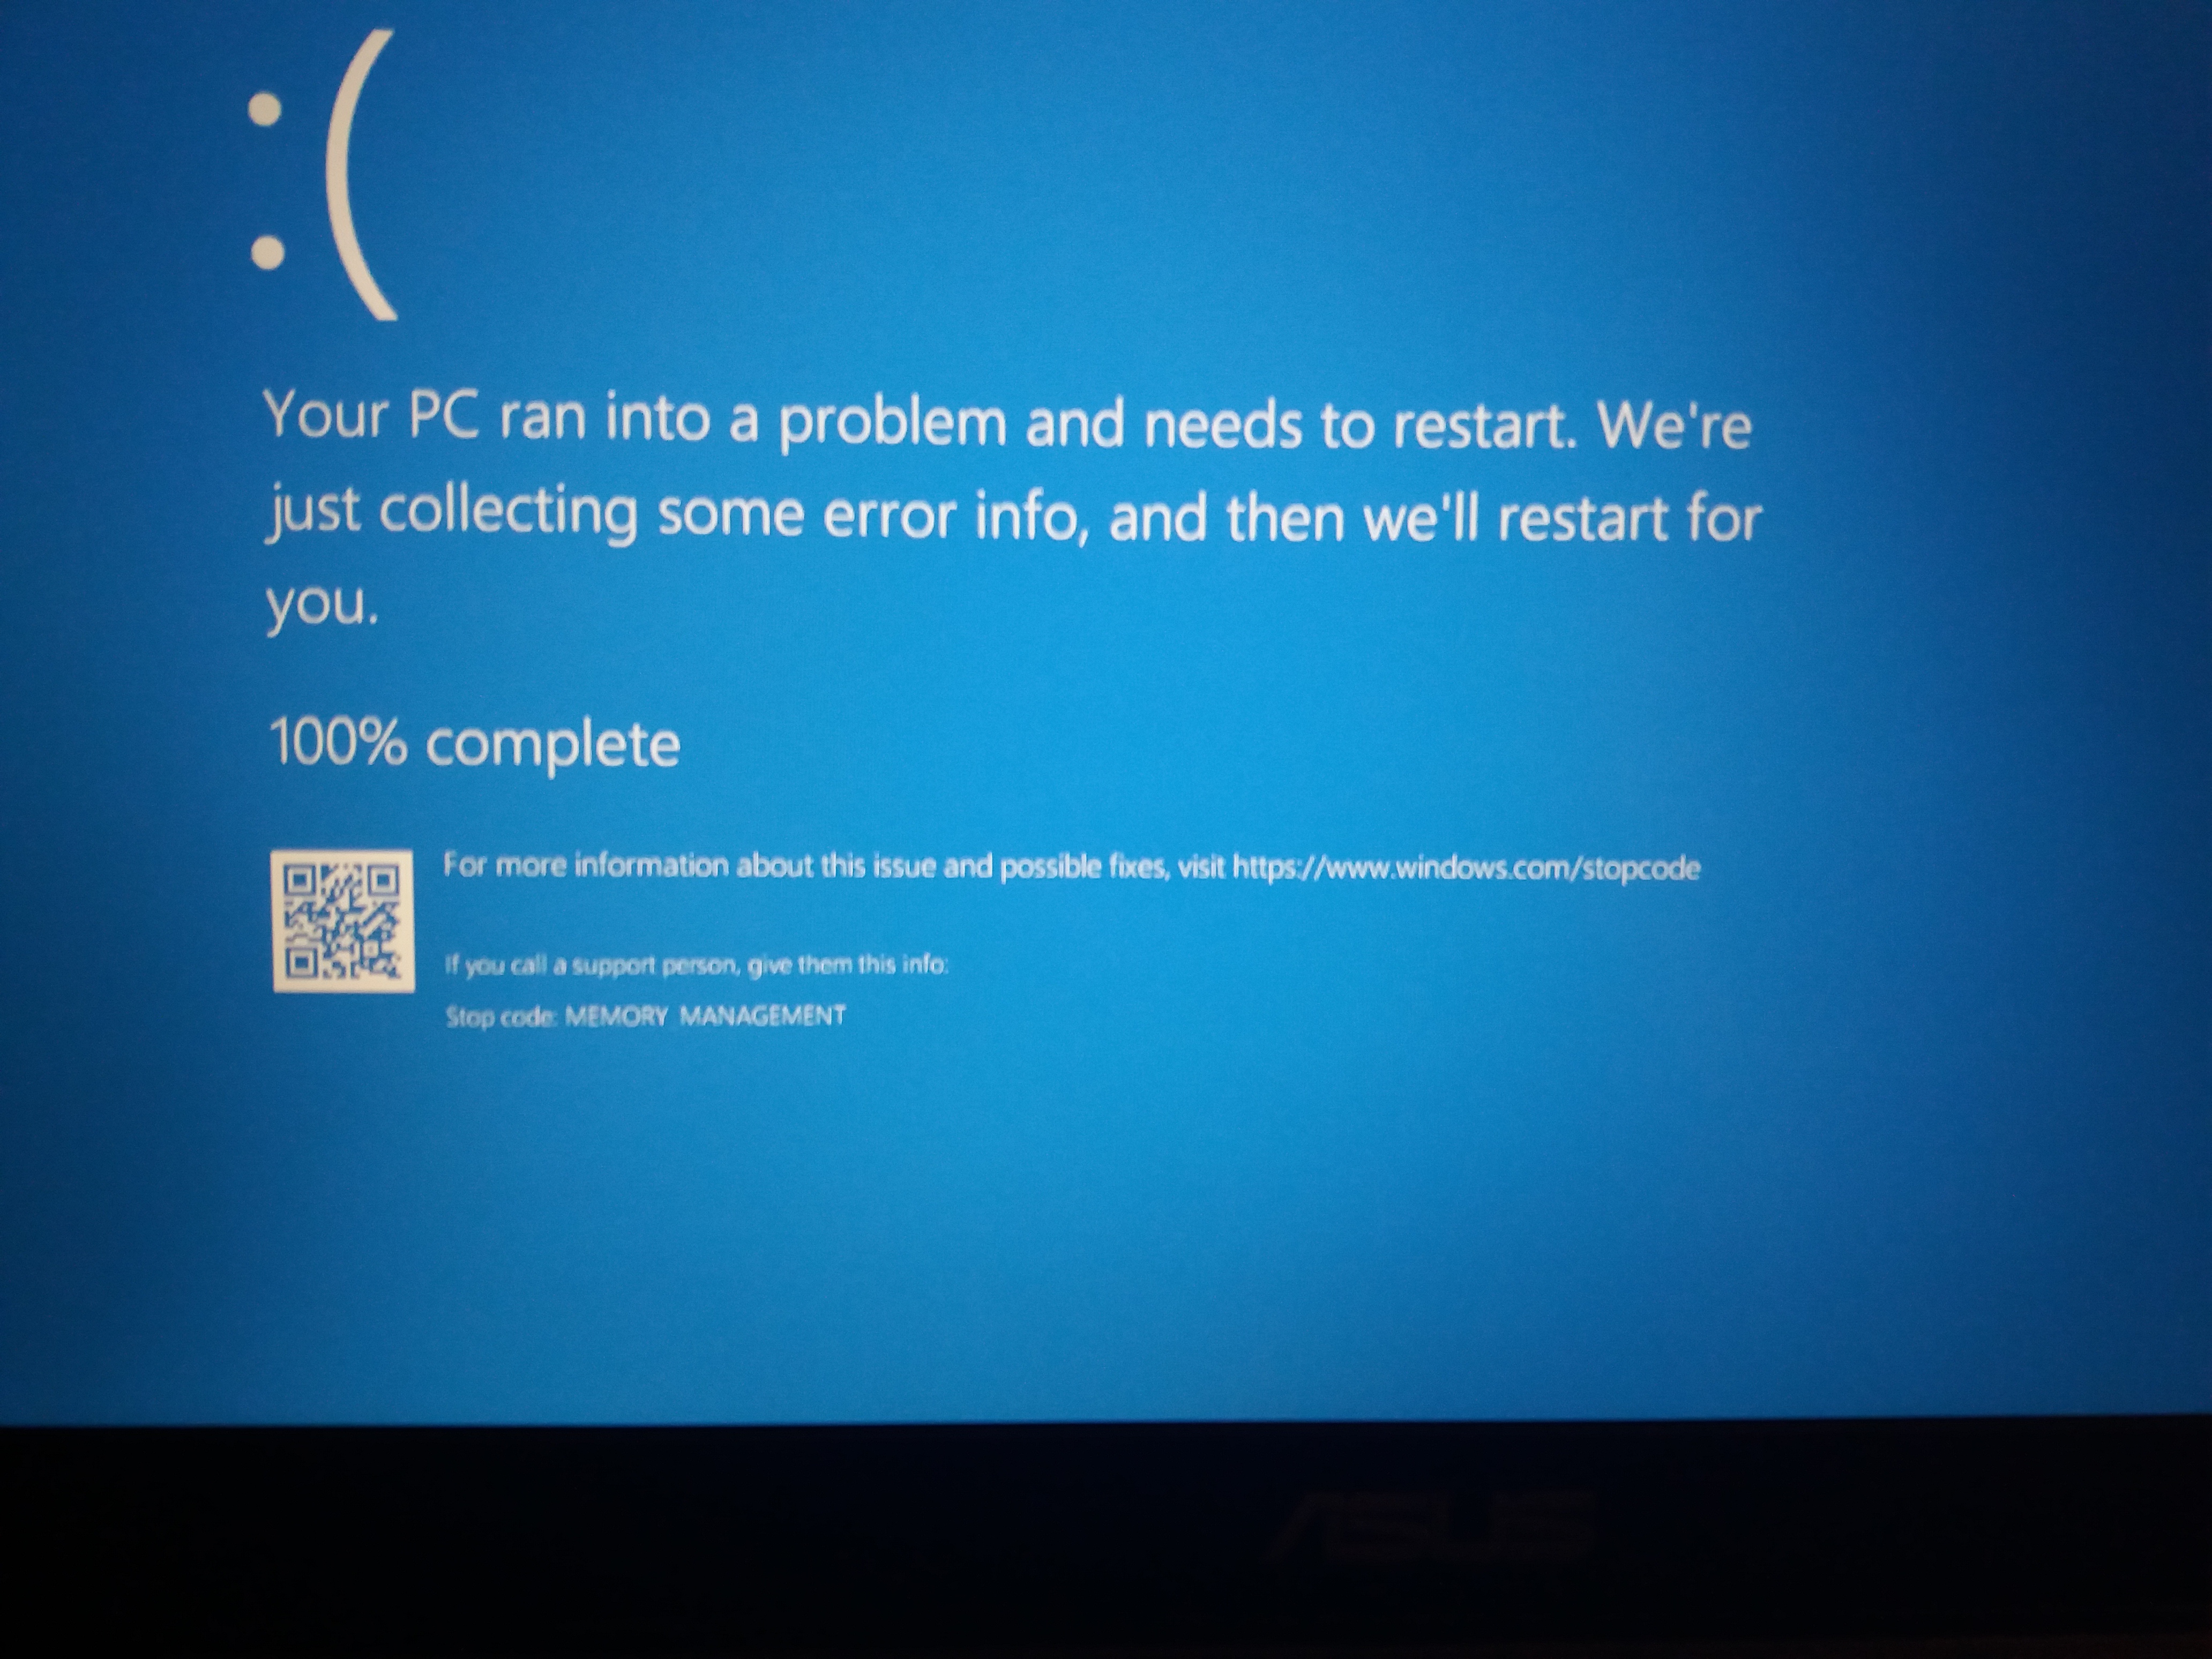 :(
Your PC ran into a problem and needs to restart. We're
just collecting some error info, and then we'll restart for
you.
100% complete
For more information about this issue and possible fixes, visit https://www.windows.com/stopcode
If you call a support person, give them this info:
Stop code: MEMORY MANAGEMENT
ASUS